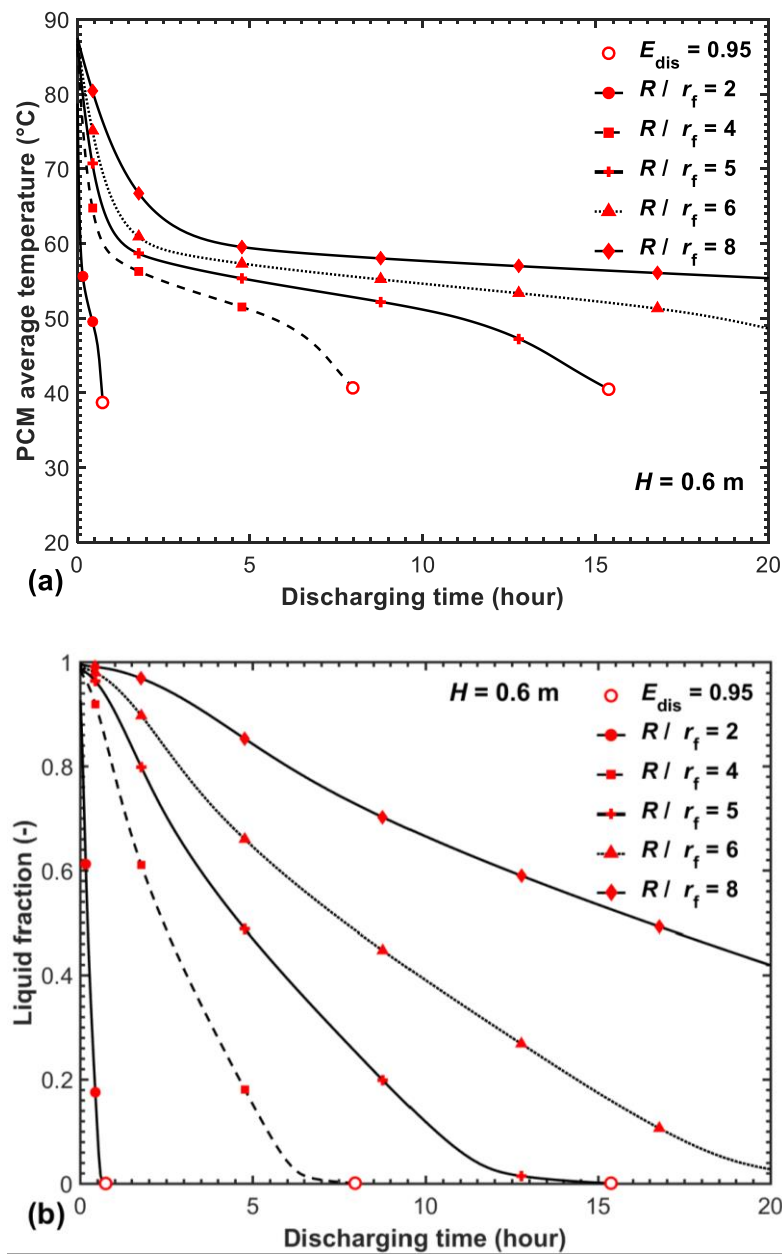 90
80
70
60
50
40
30
20
PCM average temperature (°C)
E_dis = 0.95
R / r_f = 2
R / r_f = 4
R / r_f = 5
R / r_f = 6
R / r_f = 8
H = 0.6 m
0 5 10 15 20
(a)
Discharging time (hour)
1
0.8
0.6
0.4
0.2
0
Liquid fraction (-)
H = 0.6 m
E_dis = 0.95
R / r_f = 2
R / r_f = 4
R / r_f = 5
R / r_f = 6
R / r_f = 8
0 5 10 15 20
(b)
Discharging time (hour)